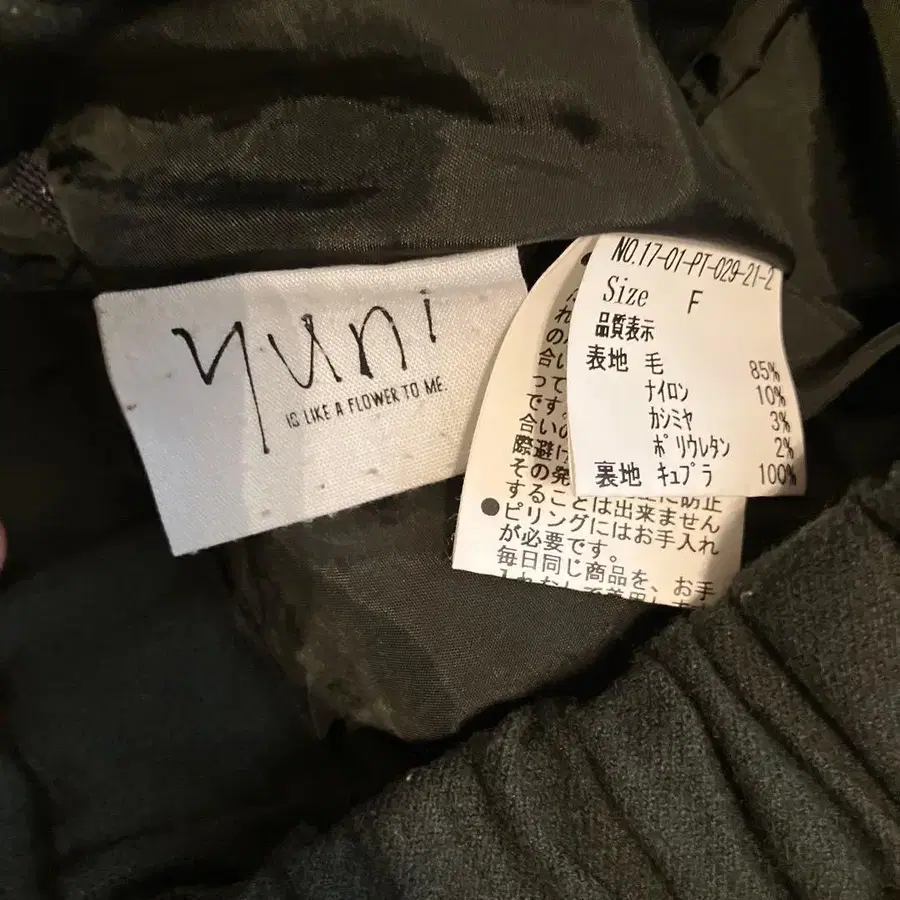 yuni
IS LIKE A FLOWER TO ME.
NO.17-01-PT-029-21-2
Size F
品質表示
表地 毛 85%
ナイロン 10%
カシミヤ 3%
ポリウレタン 2%
裏地 キュプラ 100%
れ
の
合い
って
です。
合いの
際避け
その発 に防止
することは出来ません
●ピリングにはお手入れ
が必要です。
毎日同じ商品を、お手